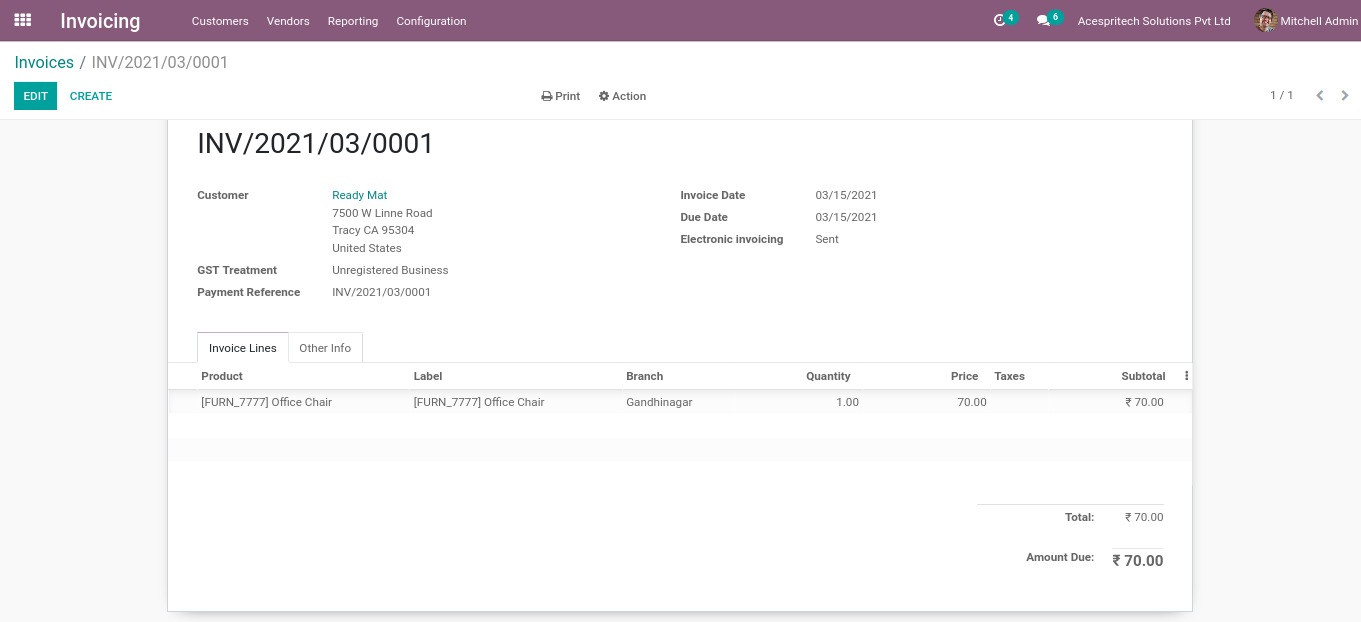 Invoicing Customers Vendors Reporting Configuration 4 6 Acespritech Solutions Pvt Ltd Mitchell Admin
Invoices / INV/2021/03/0001
EDIT CREATE Print Action 1 / 1
INV/2021/03/0001
Customer Ready Mat Invoice Date 03/15/2021
7500 W Linne Road
Due Date 03/15/2021
Tracy CA 95304
Electronic invoicing Sent
United States
GST Treatment Unregistered Business
Payment Reference INV/2021/03/0001
Invoice Lines Other Info
Product Label Branch Quantity Price Taxes Subtotal
[FURN_7777] Office Chair [FURN_7777] Office Chair Gandhinagar 1.00 70.00 ₹ 70.00
Total: ₹ 70.00
Amount Due: ₹ 70.00